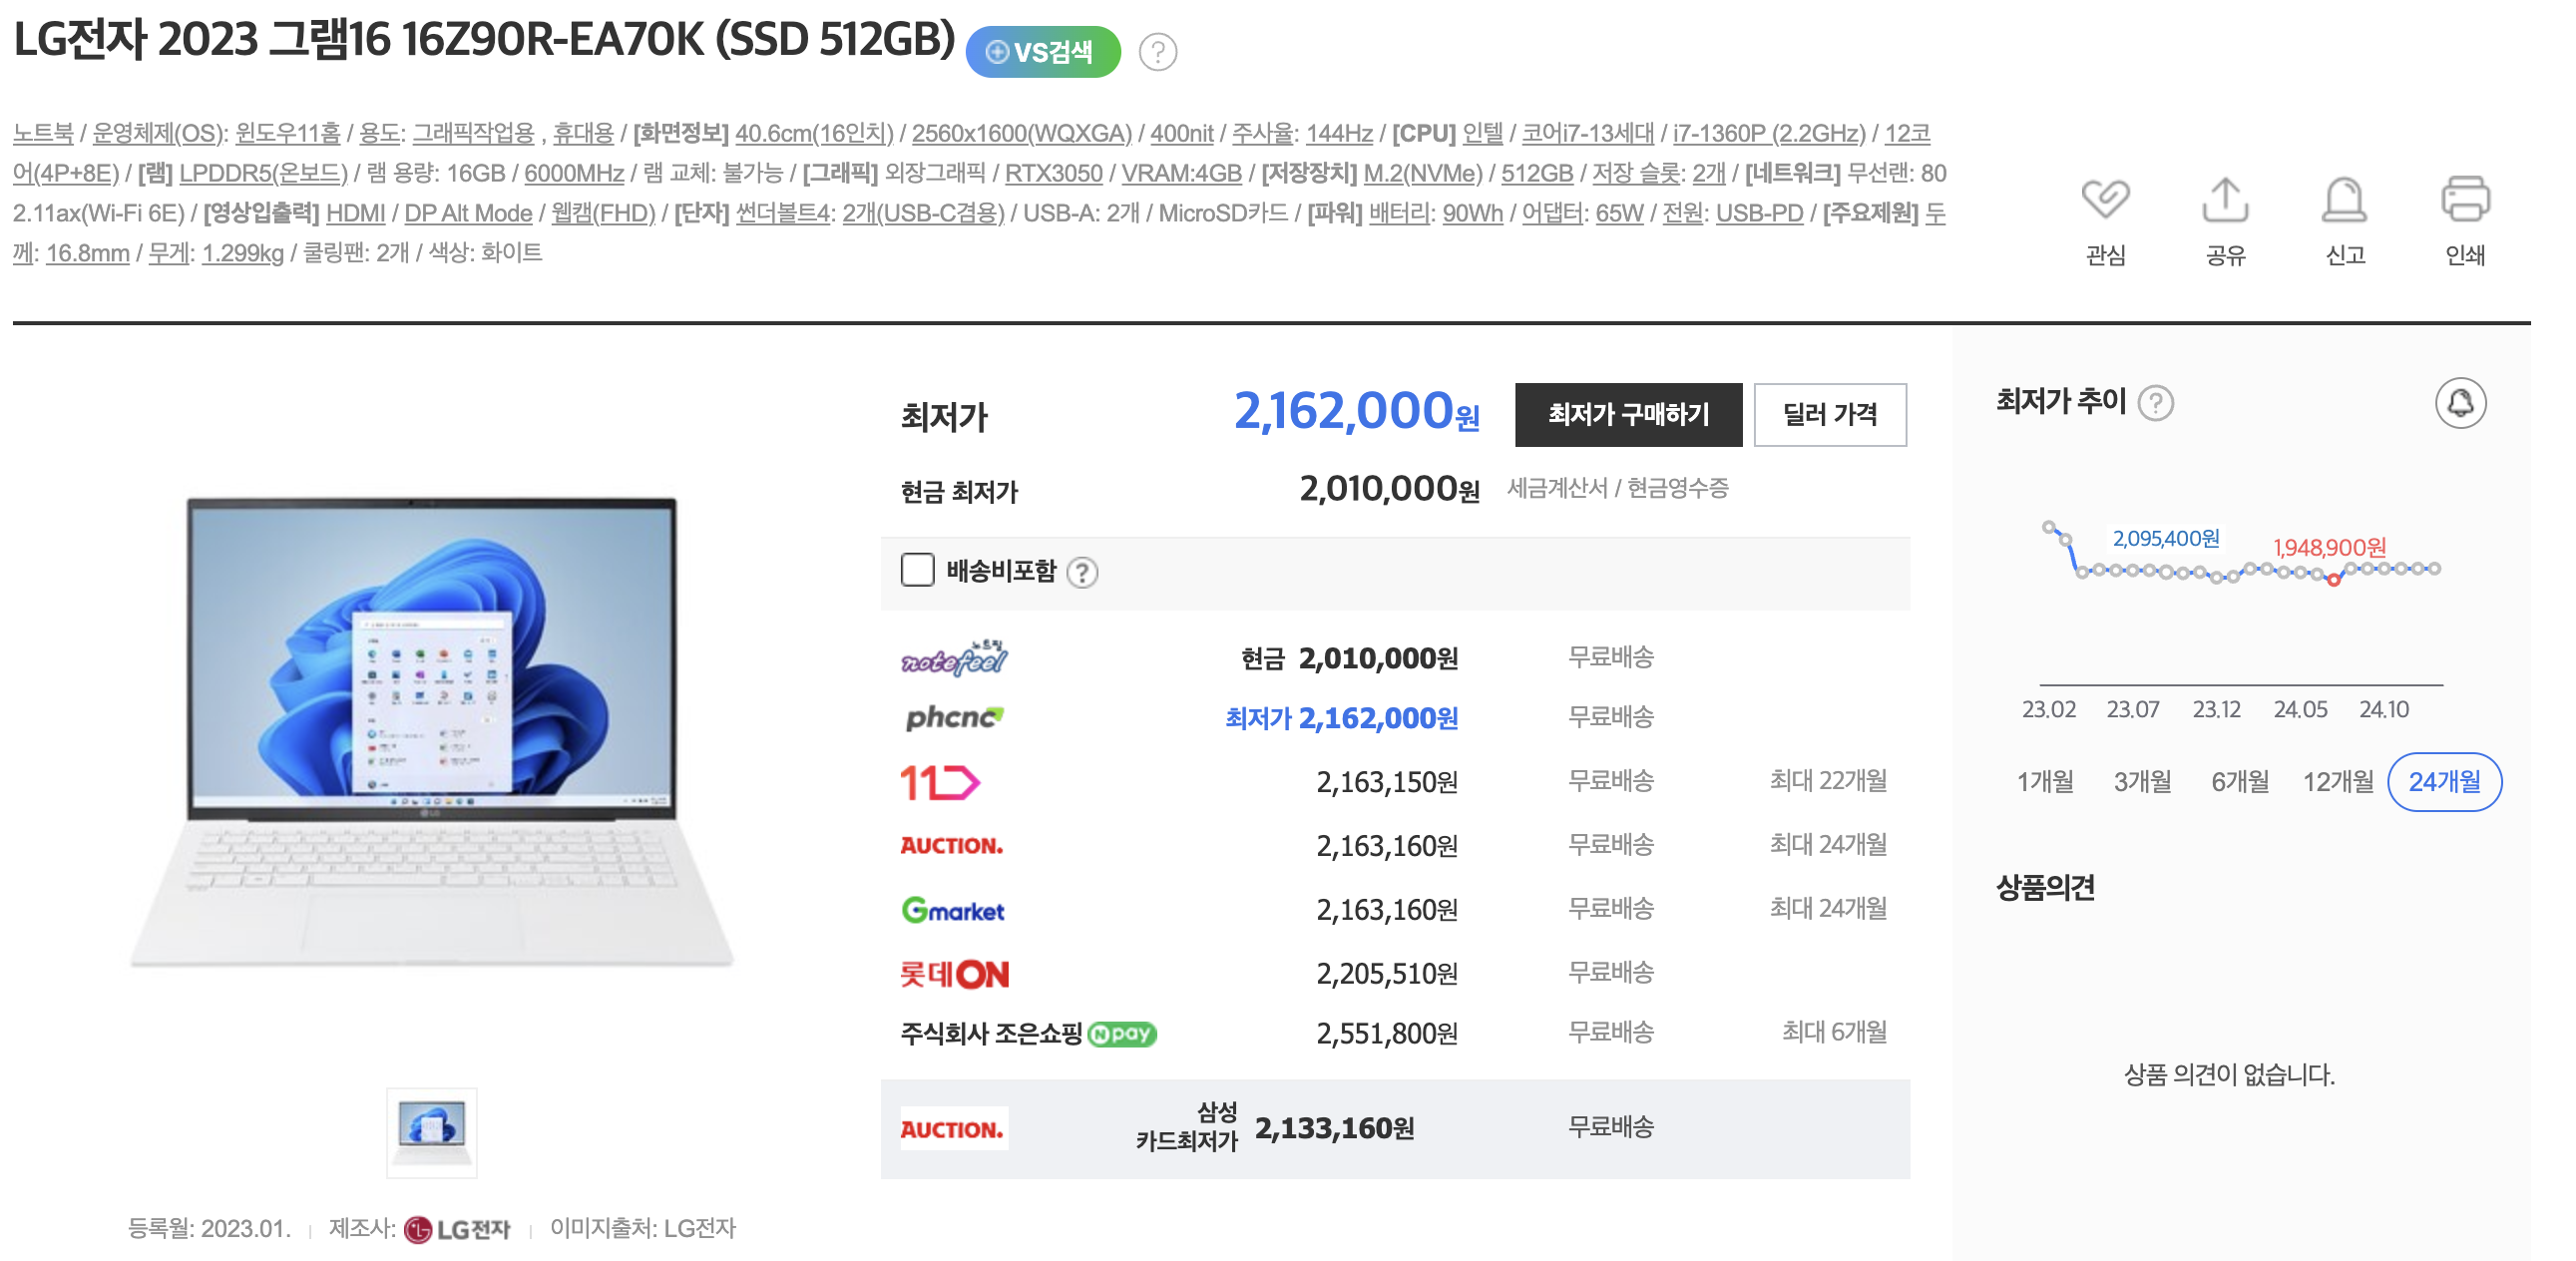 LG전자 2023 그램16 16Z90R-EA70K (SSD 512GB) VS검색 ?
노트북 / 운영체제(OS): 윈도우11홈 / 용도: 그래픽작업용 , 휴대용 / [화면정보] 40.6cm(16인치) / 2560x1600(WQXGA) / 400nit / 주사율: 144Hz / [CPU] 인텔 / 코어i7-13세대 / i7-1360P (2.2GHz) / 12코
어(4P+8E) / [램] LPDDR5(온보드) / 램 용량: 16GB / 6000MHz / 램 교체: 불가능 / [그래픽] 외장그래픽 / RTX3050 / VRAM:4GB / [저장장치] M.2(NVMe) / 512GB / 저장 슬롯: 2개 / [네트워크] 무선랜: 80
2.11ax(Wi-Fi 6E) / [영상입출력] HDMI / DP Alt Mode / 웹캠(FHD) / [단자] 썬더볼트4: 2개(USB-C겸용) / USB-A: 2개 / MicroSD카드 / [파워] 배터리: 90Wh / 어댑터: 65W / 전원: USB-PD / [주요제원] 두
께: 16.8mm / 무게: 1.299kg / 쿨링팬: 2개 / 색상: 화이트
관심 공유 신고 인쇄
최저가 2,162,000원 최저가 구매하기 딜러 가격
현금 최저가 2,010,000원 세금계산서 / 현금영수증
배송비포함 ?
노트필 notefeel 현금 2,010,000원 무료배송
phcnc 최저가 2,162,000원 무료배송
11 2,163,150원 무료배송 최대 22개월
AUCTION. 2,163,160원 무료배송 최대 24개월
Gmarket 2,163,160원 무료배송 최대 24개월
롯데ON 2,205,510원 무료배송
주식회사 조은쇼핑 N pay 2,551,800원 무료배송 최대 6개월
AUCTION. 삼성 카드최저가 2,133,160원 무료배송
LG
등록월: 2023.01. 제조사: LG전자 이미지출처: LG전자
최저가 추이 ?
2,095,400원 1,948,900원
23.02 23.07 23.12 24.05 24.10
1개월 3개월 6개월 12개월 24개월
상품의견
상품 의견이 없습니다.